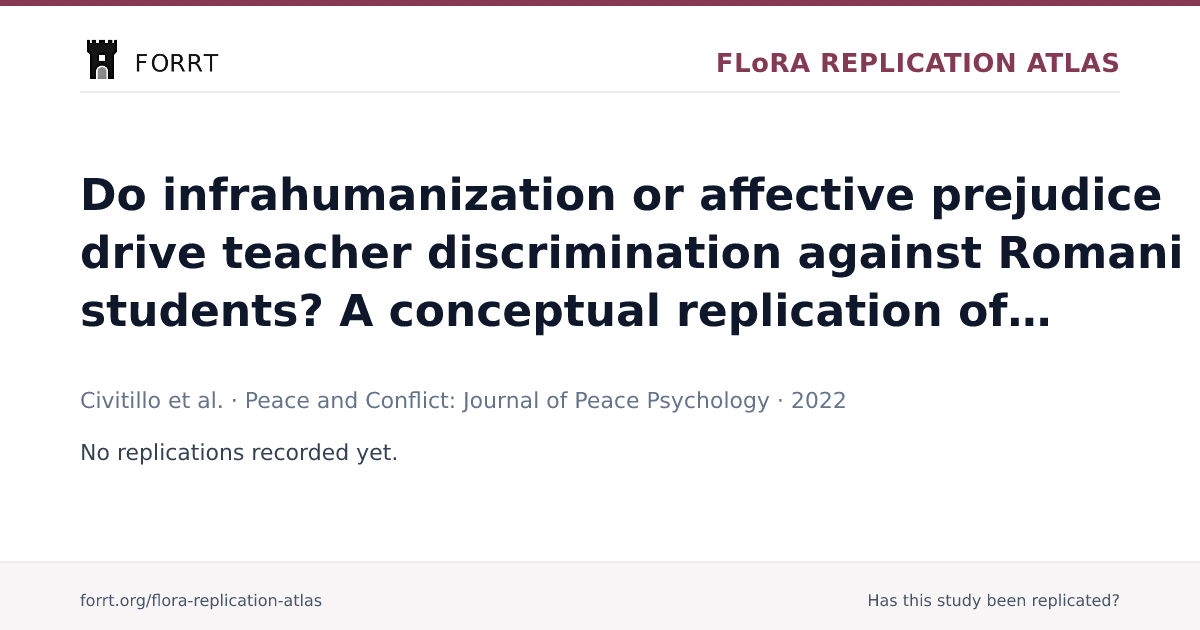 FORRT
FLoRA REPLICATION ATLAS
Do infrahumanization or affective prejudice
drive teacher discrimination against Romani
students? A conceptual replication of…
Civitillo et al. · Peace and Conflict: Journal of Peace Psychology · 2022
No replications recorded yet.
forrt.org/flora-replication-atlas
Has this study been replicated?